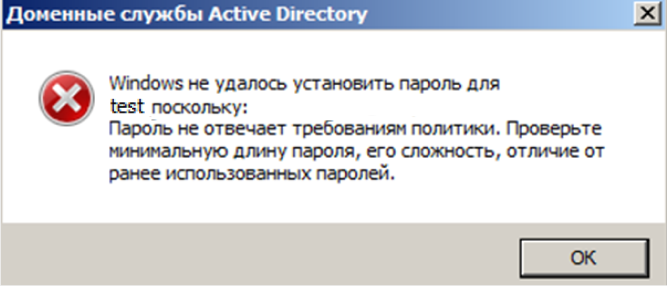 Доменные службы Active Directory
Windows не удалось установить пароль для
test поскольку:
Пароль не отвечает требованиям политики. Проверьте
минимальную длину пароля, его сложность, отличие от
ранее использованных паролей.
ОК